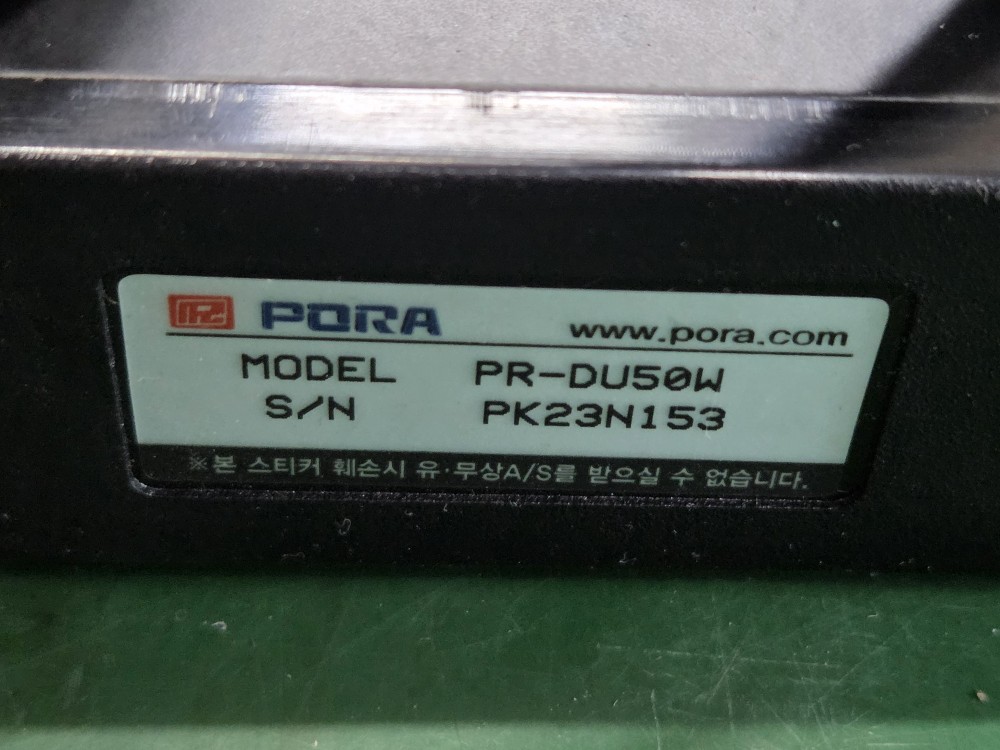 PORA www.pora.com
MODEL PR-DU50W
S/N PK23N153
※본 스티커 훼손시 유·무상A/S를 받으실 수 없습니다.